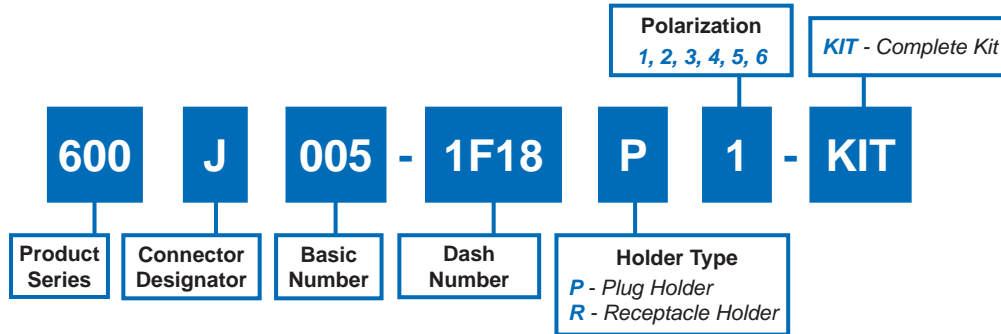 Polarization
1, 2, 3, 4, 5, 6
KIT - Complete Kit
600 J 005 - 1F18 P 1 - KIT
Product
Series
Connector
Designator
Basic
Number
Dash
Number
Holder Type
P - Plug Holder
R - Receptacle Holder